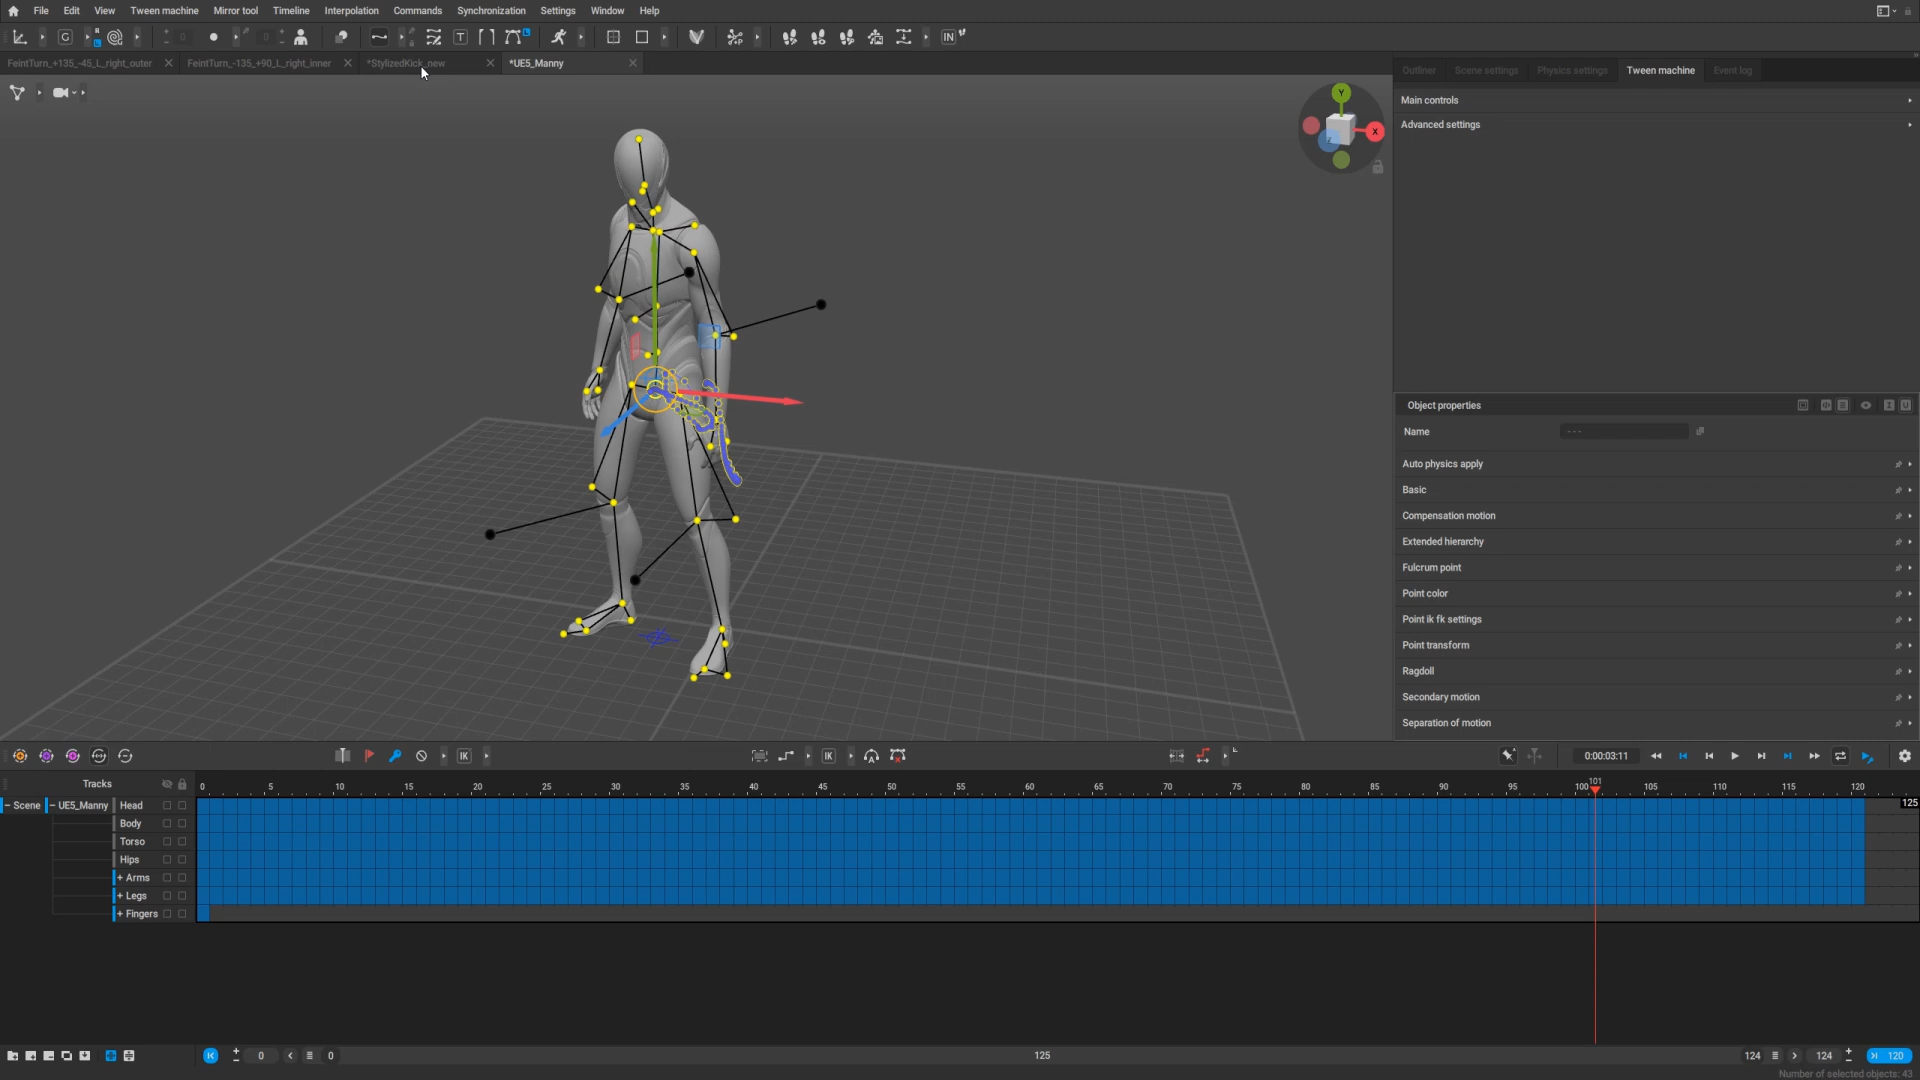 File Edit View Tween machine Mirror tool Timeline Interpolation Commands Synchronization Settings Window Help
G R L T L IN
FeintTurn_+135_-45_L_right_outer FeintTurn_-135_+90_L_right_inner *StylizedKick_new *UE5_Manny
Outliner Scene settings Physics settings Tween machine Event log
Y
X
Main controls
Advanced settings
Object properties
Name ---
Auto physics apply
Basic
Compensation motion
Extended hierarchy
Fulcrum point
Point color
Point ik fk settings
Point transform
Ragdoll
Secondary motion
Separation of motion
IK IK 0:00:03:11
Tracks 0 5 10 15 20 25 30 35 40 45 50 55 60 65 70 75 80 85 90 95 100 101 105 110 115 120
125
Scene UE5_Manny Head
Body
Torso
Hips
+ Arms
+ Legs
+ Fingers
0 0 125 124 124 120
Number of selected objects: 43